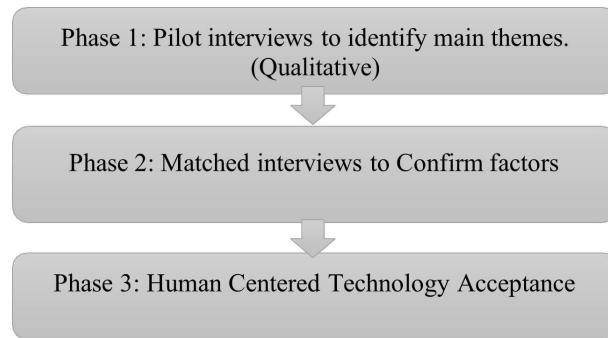 Phase 1: Pilot interviews to identify main themes.
(Qualitative)
Phase 2: Matched interviews to Confirm factors
Phase 3: Human Centered Technology Acceptance